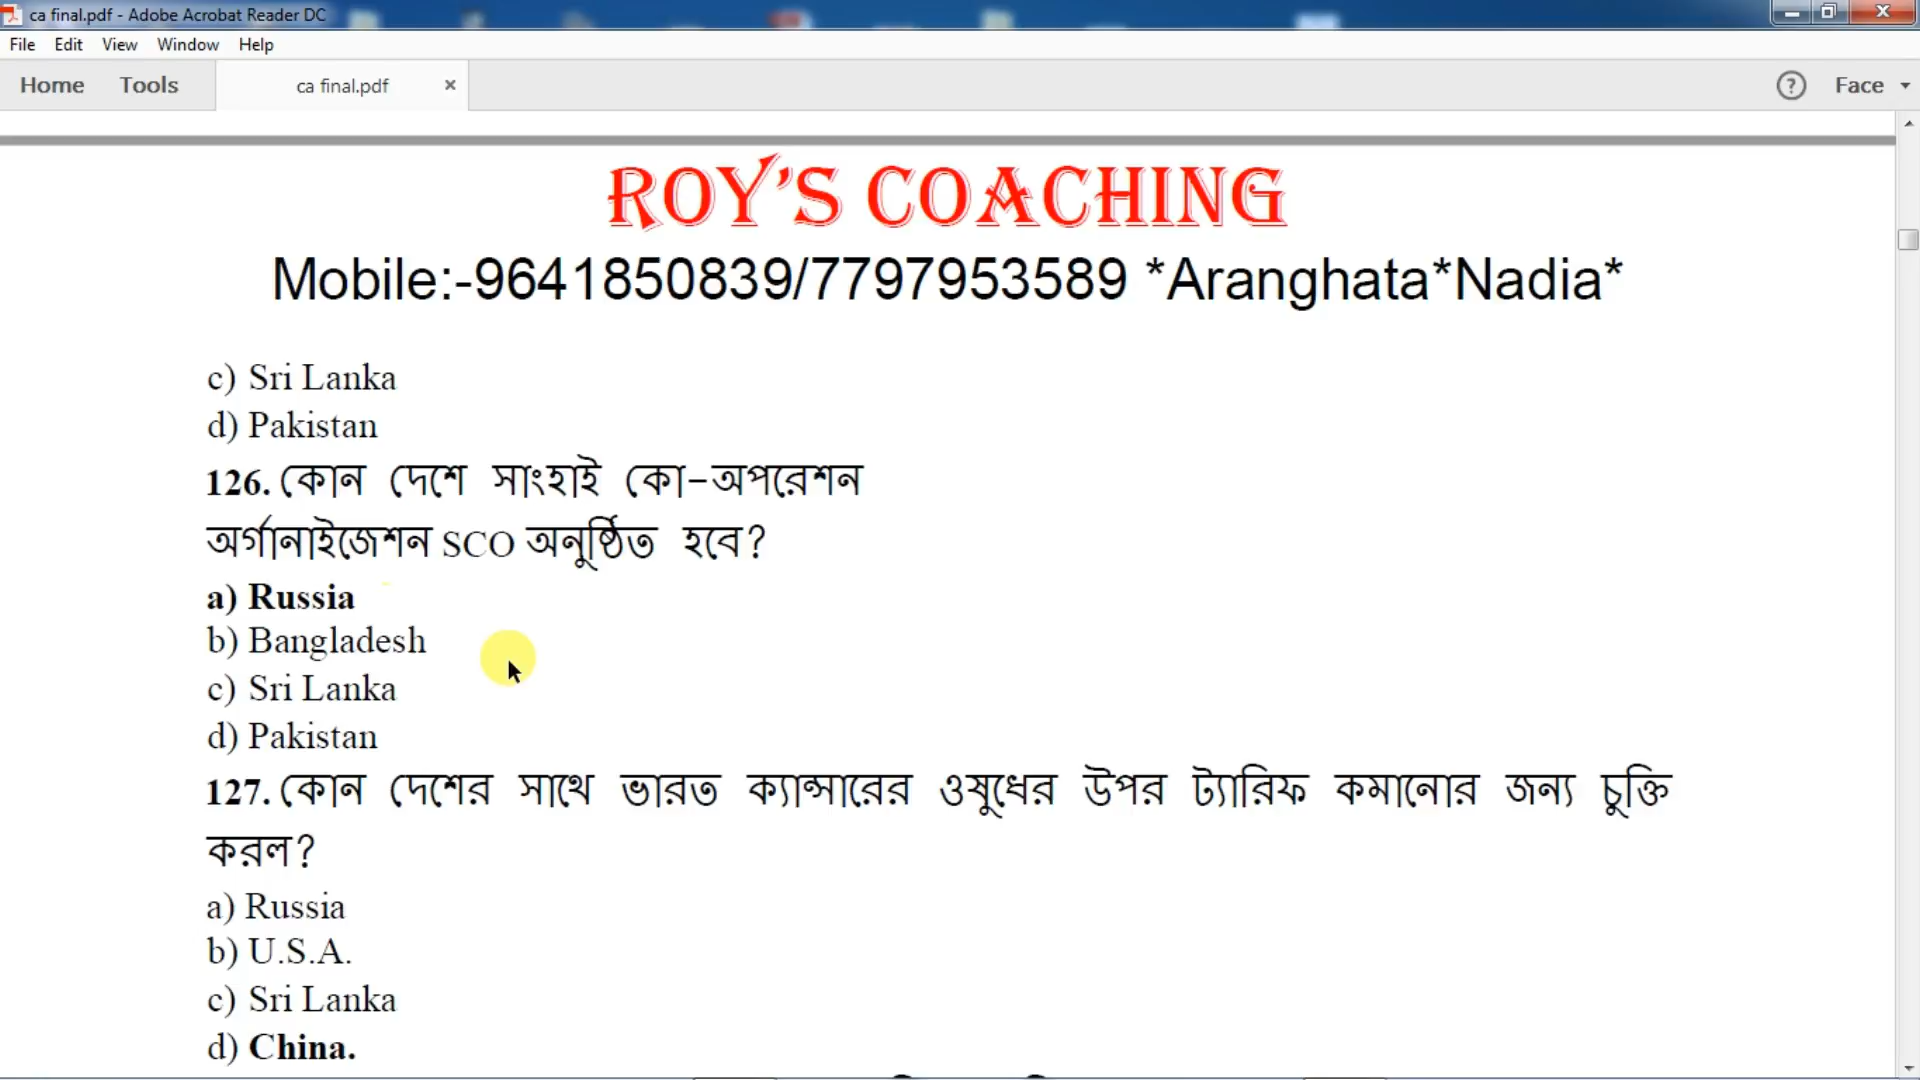 ca final.pdf - Adobe Acrobat Reader DC
File Edit View Window Help
Home Tools ca final.pdf × ? Face
ROY'S COACHING
Mobile:-9641850839/7797953589 *Aranghata*Nadia*
c) Sri Lanka
d) Pakistan
126. কোন দেশে সাংহাই কো-অপরেশন
অর্গানাইজেশন SCO অনুষ্ঠিত হবে?
a) Russia
b) Bangladesh
c) Sri Lanka
d) Pakistan
127. কোন দেশের সাথে ভারত ক্যান্সারের ওষুধের উপর ট্যারিফ কমানোর জন্য চুক্তি
করল?
a) Russia
b) U.S.A.
c) Sri Lanka
d) China.